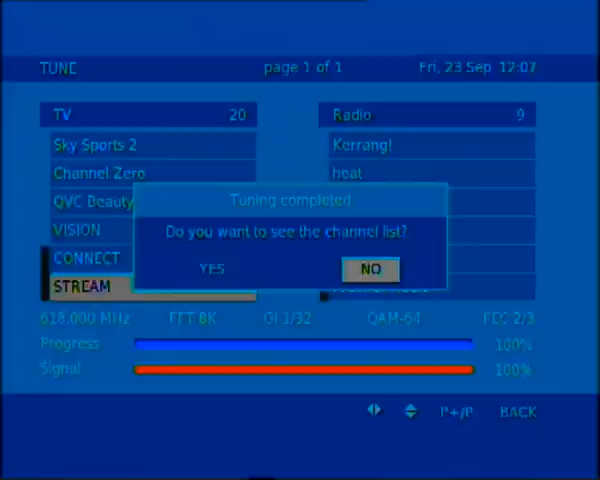 TUNE page 1 of 1 Fri, 23 Sep 12:07
TV 20 Radio 9
Sky Sports 2 Kerrang!
Channel Zero heat
QVC Beauty
Tuning completed
VISION
Do you want to see the channel list?
CONNECT
YES NO
STREAM
618.000 MHz FFT 8K GI 1/32 QAM-64 FEC 2/3
Progress 100%
Signal 100%
P+/P BACK